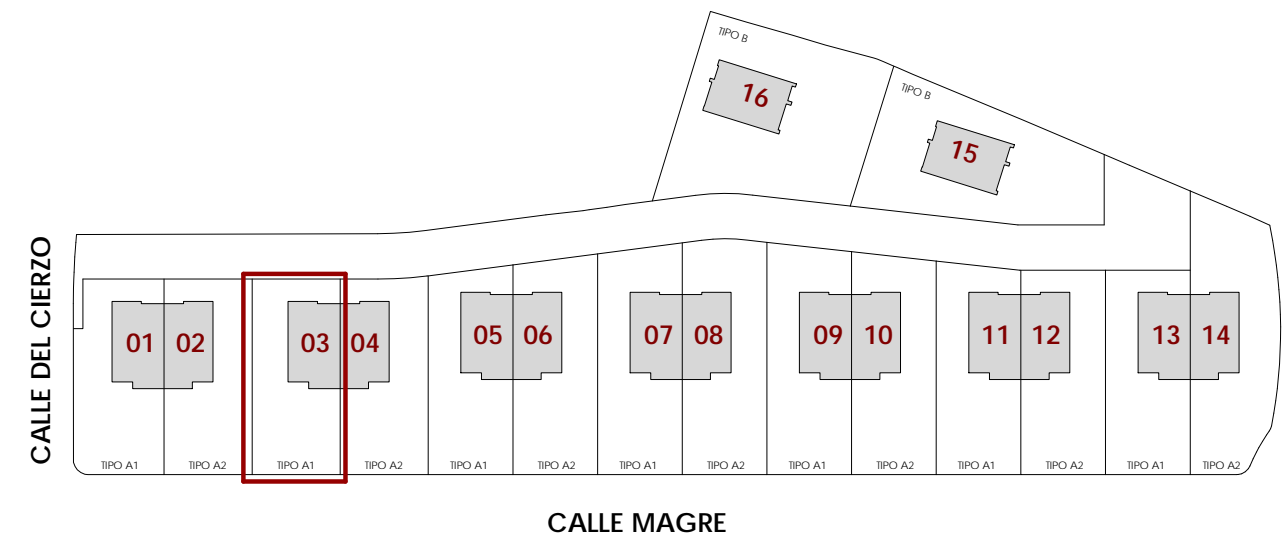 TIPO B
16
TIPO B
15
CALLE DEL CIERZO
01 02 03 04 05 06 07 08 09 10 11 12 13 14
TIPO A1 TIPO A2 TIPO A1 TIPO A2 TIPO A1 TIPO A2 TIPO A1 TIPO A2 TIPO A1 TIPO A2 TIPO A1 TIPO A2 TIPO A1 TIPO A2
CALLE MAGRE